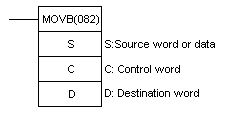 MOVB(082)
S S:Source word or data
C C: Control word
D D: Destination word